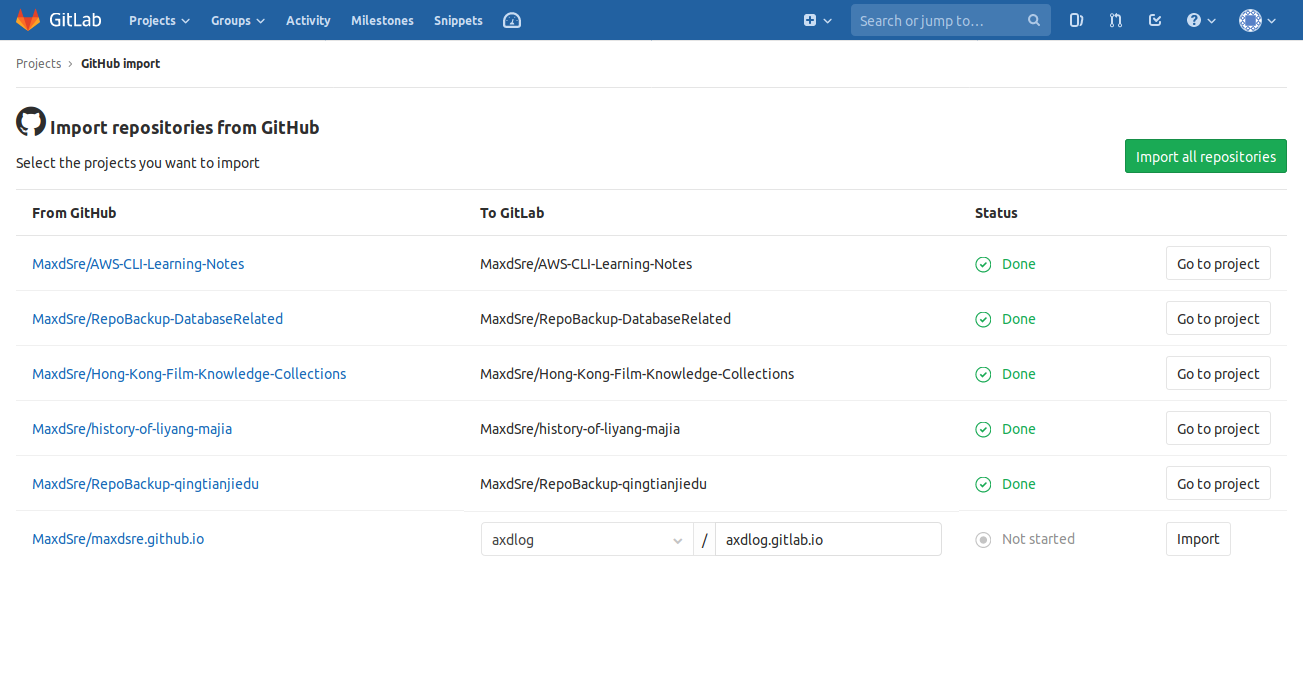 GitLab Projects Groups Activity Milestones Snippets Search or jump to...
Projects › GitHub import
Import repositories from GitHub
Select the projects you want to import Import all repositories
From GitHub To GitLab Status
MaxdSre/AWS-CLI-Learning-Notes MaxdSre/AWS-CLI-Learning-Notes Done Go to project
MaxdSre/RepoBackup-DatabaseRelated MaxdSre/RepoBackup-DatabaseRelated Done Go to project
MaxdSre/Hong-Kong-Film-Knowledge-Collections MaxdSre/Hong-Kong-Film-Knowledge-Collections Done Go to project
MaxdSre/history-of-liyang-majia MaxdSre/history-of-liyang-majia Done Go to project
MaxdSre/RepoBackup-qingtianjiedu MaxdSre/RepoBackup-qingtianjiedu Done Go to project
MaxdSre/maxdsre.github.io axdlog / axdlog.gitlab.io Not started Import